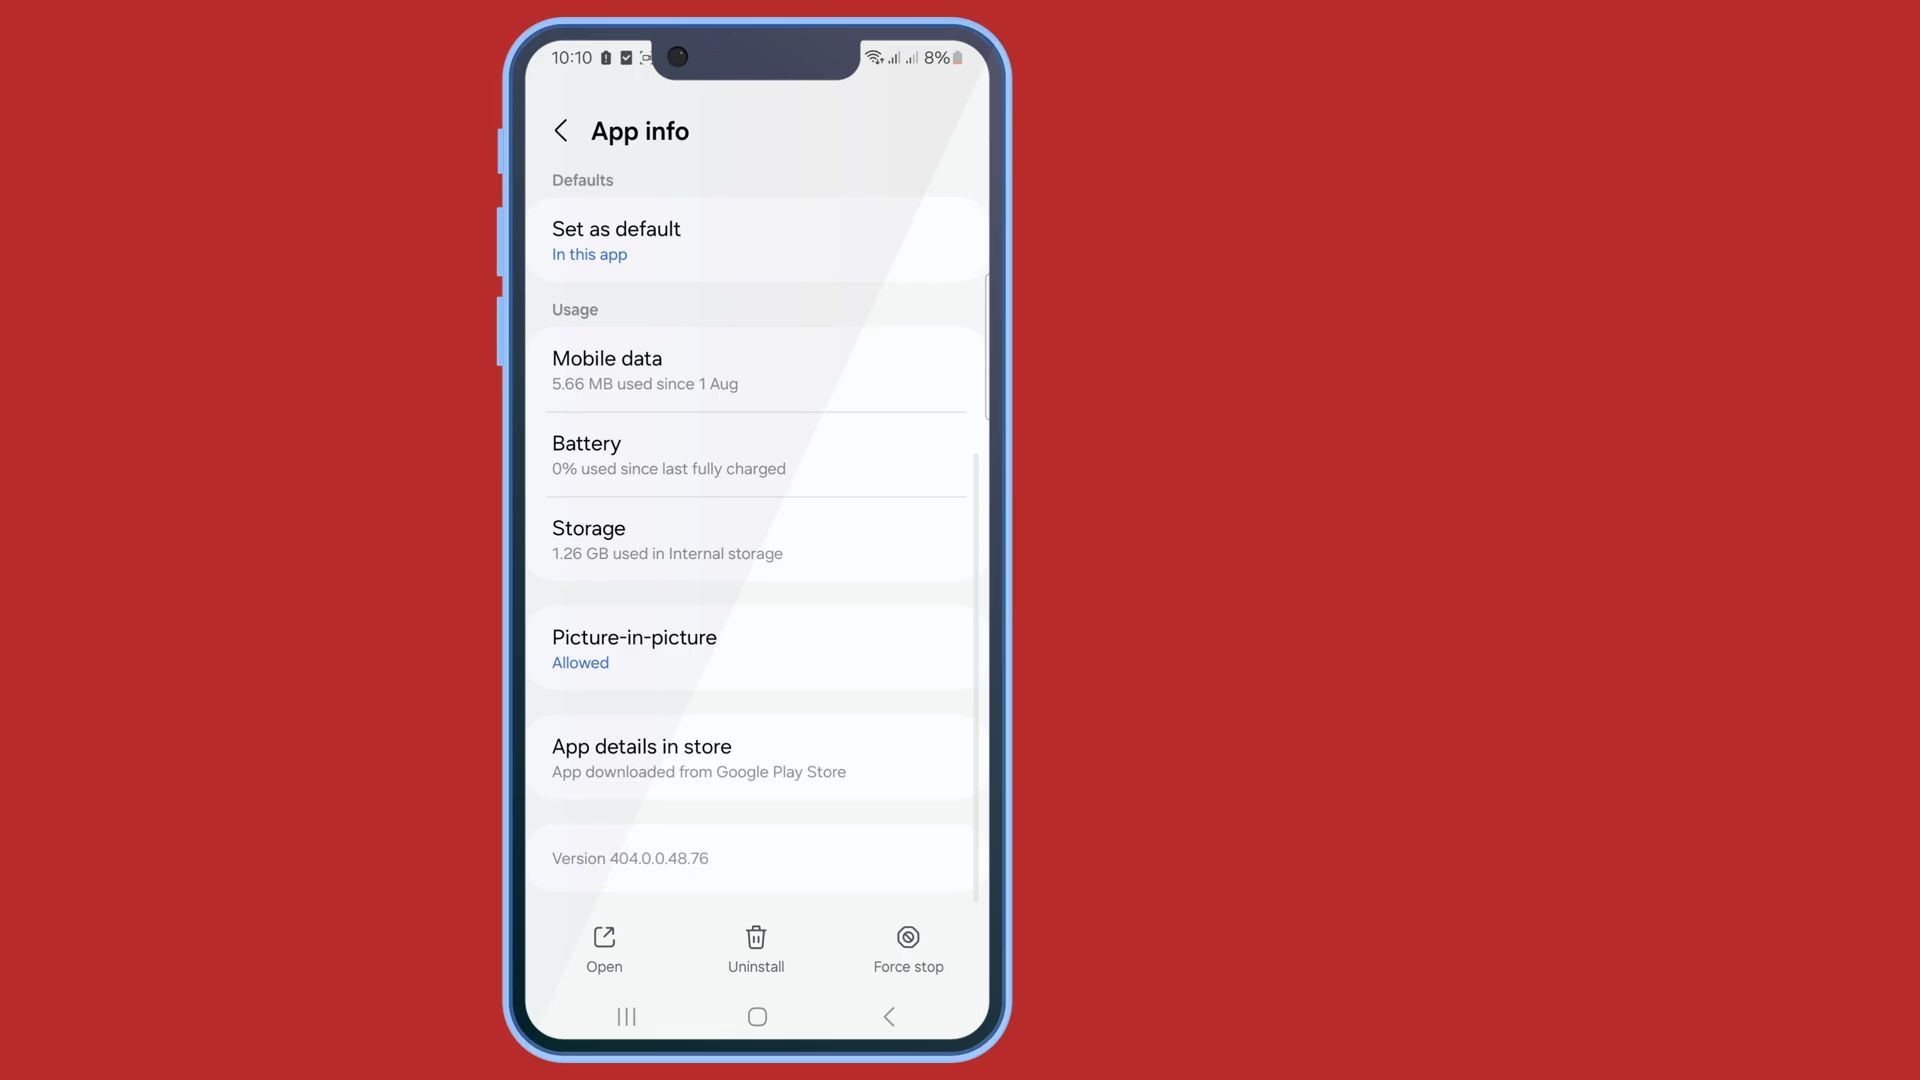 10:10
8%
App info
Defaults
Set as default
In this app
Usage
Mobile data
5.66 MB used since 1 Aug
Battery
0% used since last fully charged
Storage
1.26 GB used in Internal storage
Picture-in-picture
Allowed
App details in store
App downloaded from Google Play Store
Version 404.0.0.48.76
Open
Uninstall
Force stop